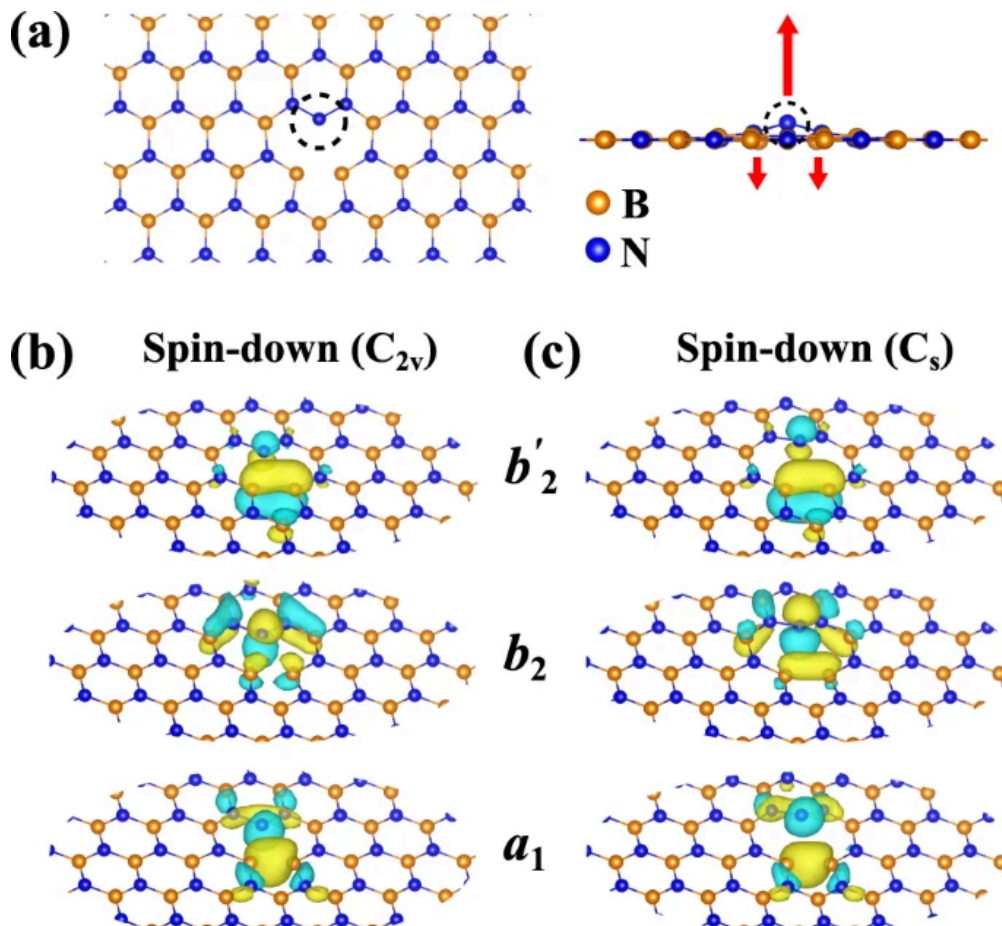 (a)
B
N
(b) Spin-down (C₂ᵥ) (c) Spin-down (Cₛ)
b′₂
b₂
a₁